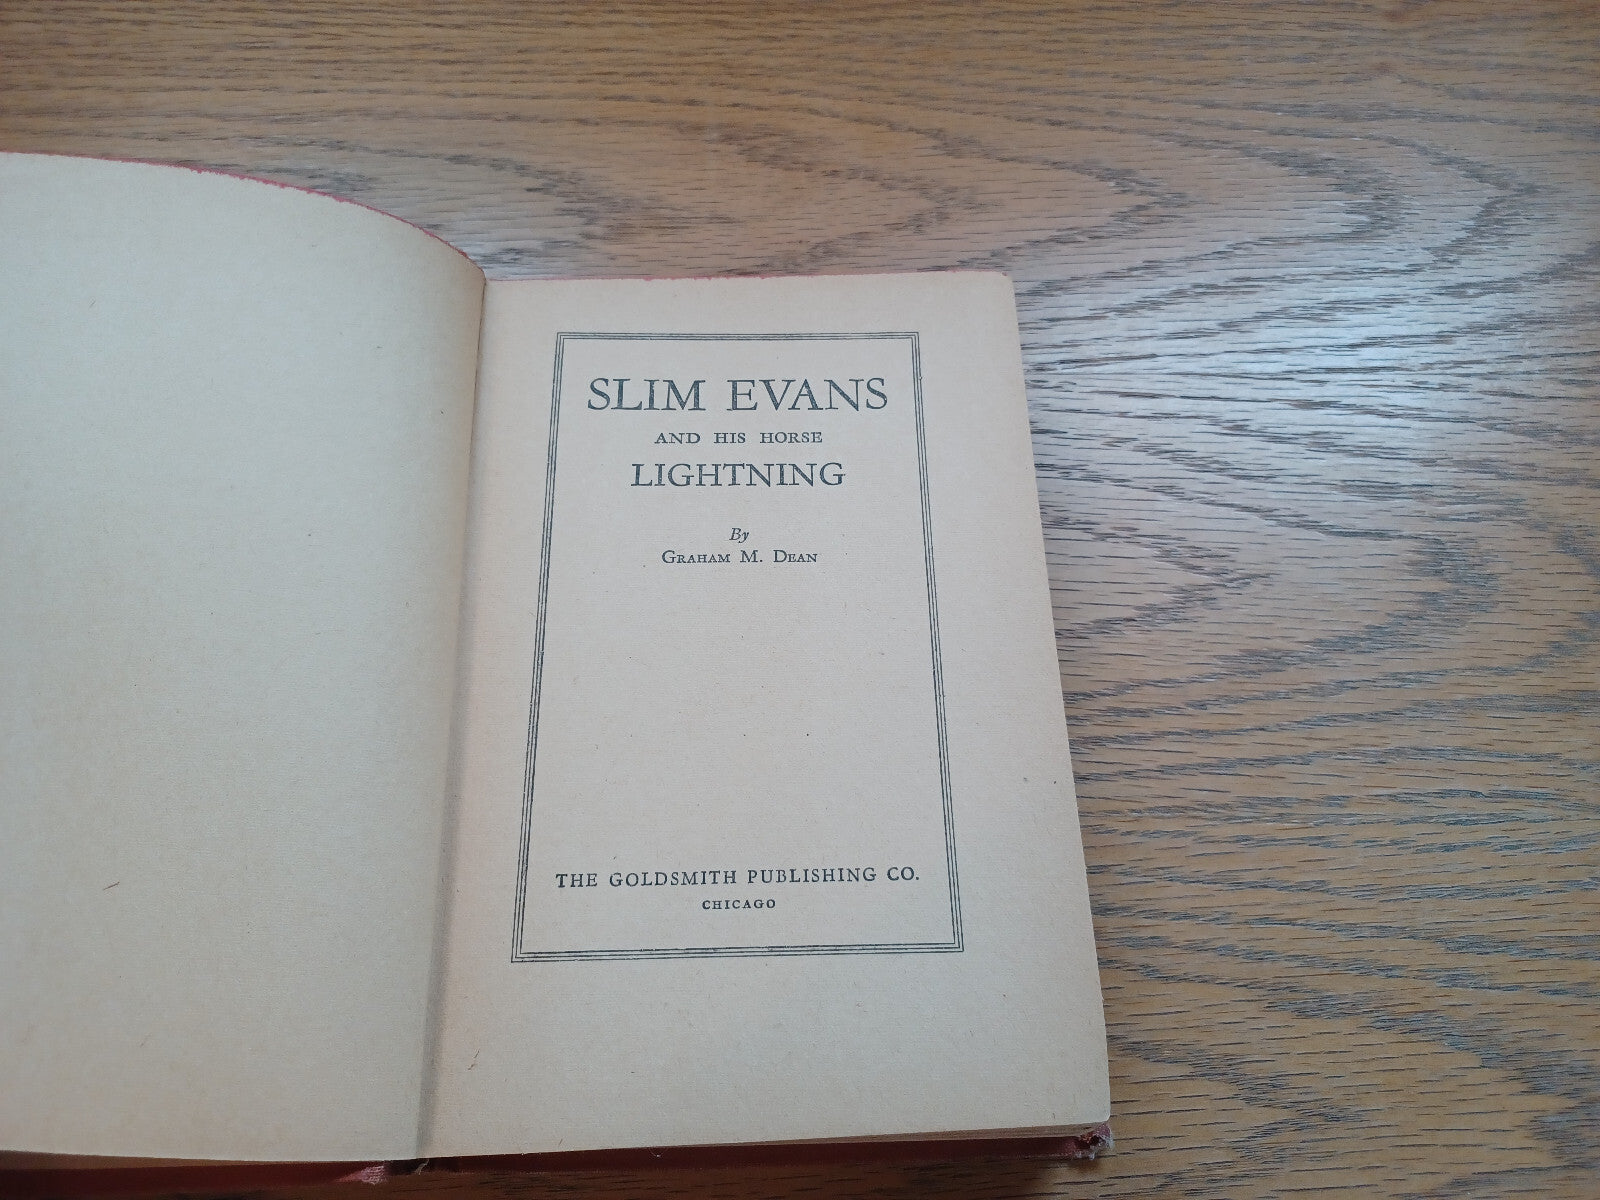 SLIM EVANS
AND HIS HORSE
LIGHTNING
By
GRAHAM M. DEAN
THE GOLDSMITH PUBLISHING CO.
CHICAGO